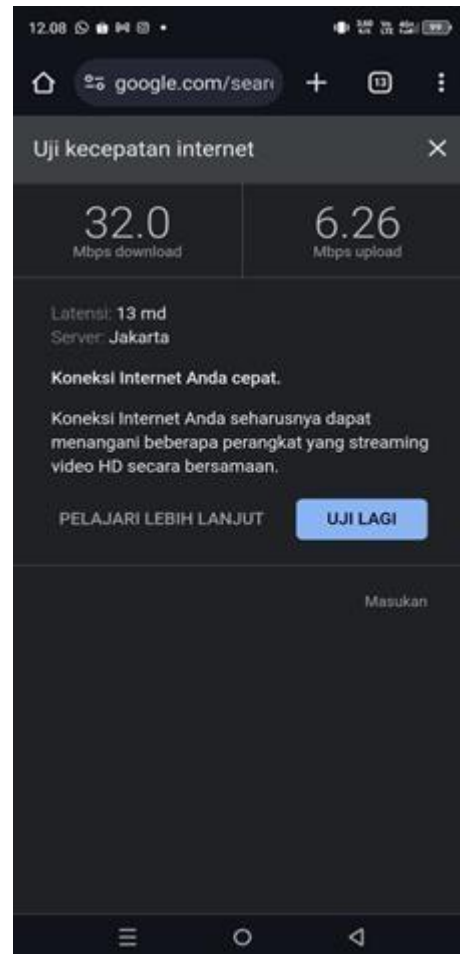 12.08
google.com/sear
13
Uji kecepatan internet
32.0
Mbps download
6.26
Mbps upload
Latensi: 13 md
Server: Jakarta
Koneksi Internet Anda cepat.
Koneksi Internet Anda seharusnya dapat
menangani beberapa perangkat yang streaming
video HD secara bersamaan.
PELAJARI LEBIH LANJUT
UJI LAGI
Masukan